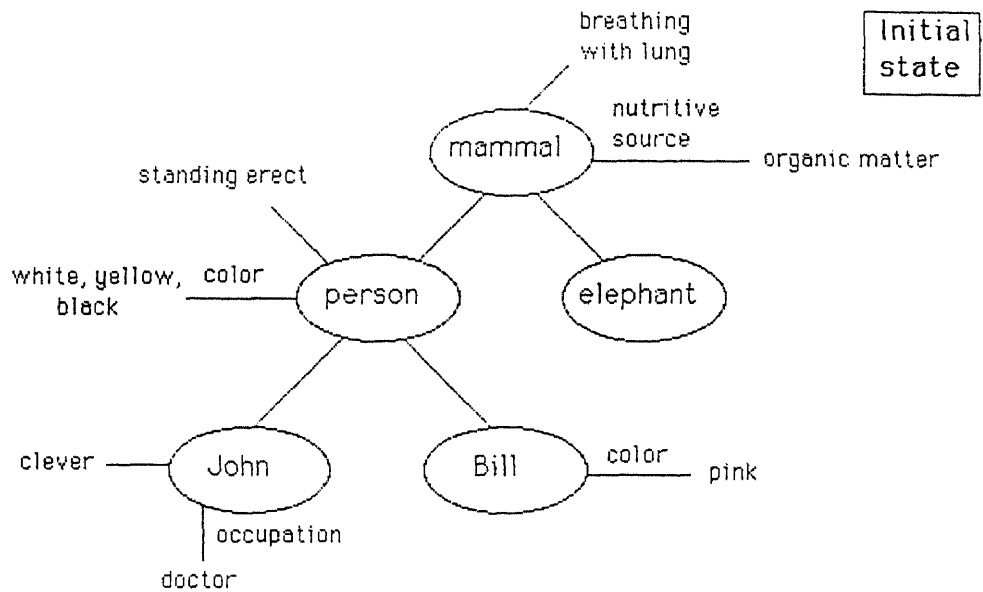 breathing
with lung
Initial
state
nutritive
source
mammal
organic matter
standing erect
white, yellow,
black
color
person
elephant
clever
John
Bill
color
pink
occupation
doctor